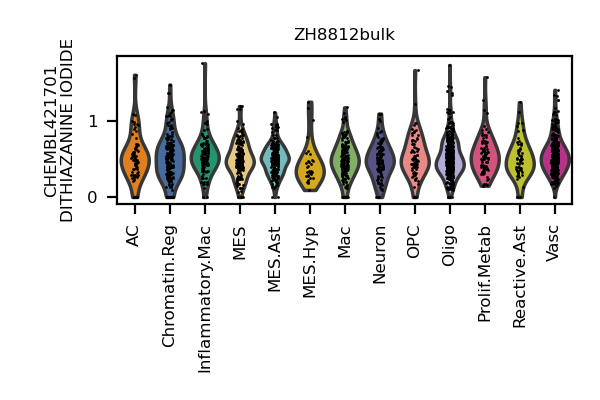 ZH8812bulk
CHEMBL421701
DITHIAZANINE IODIDE
1
0
AC
Chromatin.Reg
Inflammatory.Mac
MES
MES.Ast
MES.Hyp
Mac
Neuron
OPC
Oligo
Prolif.Metab
Reactive.Ast
Vasc